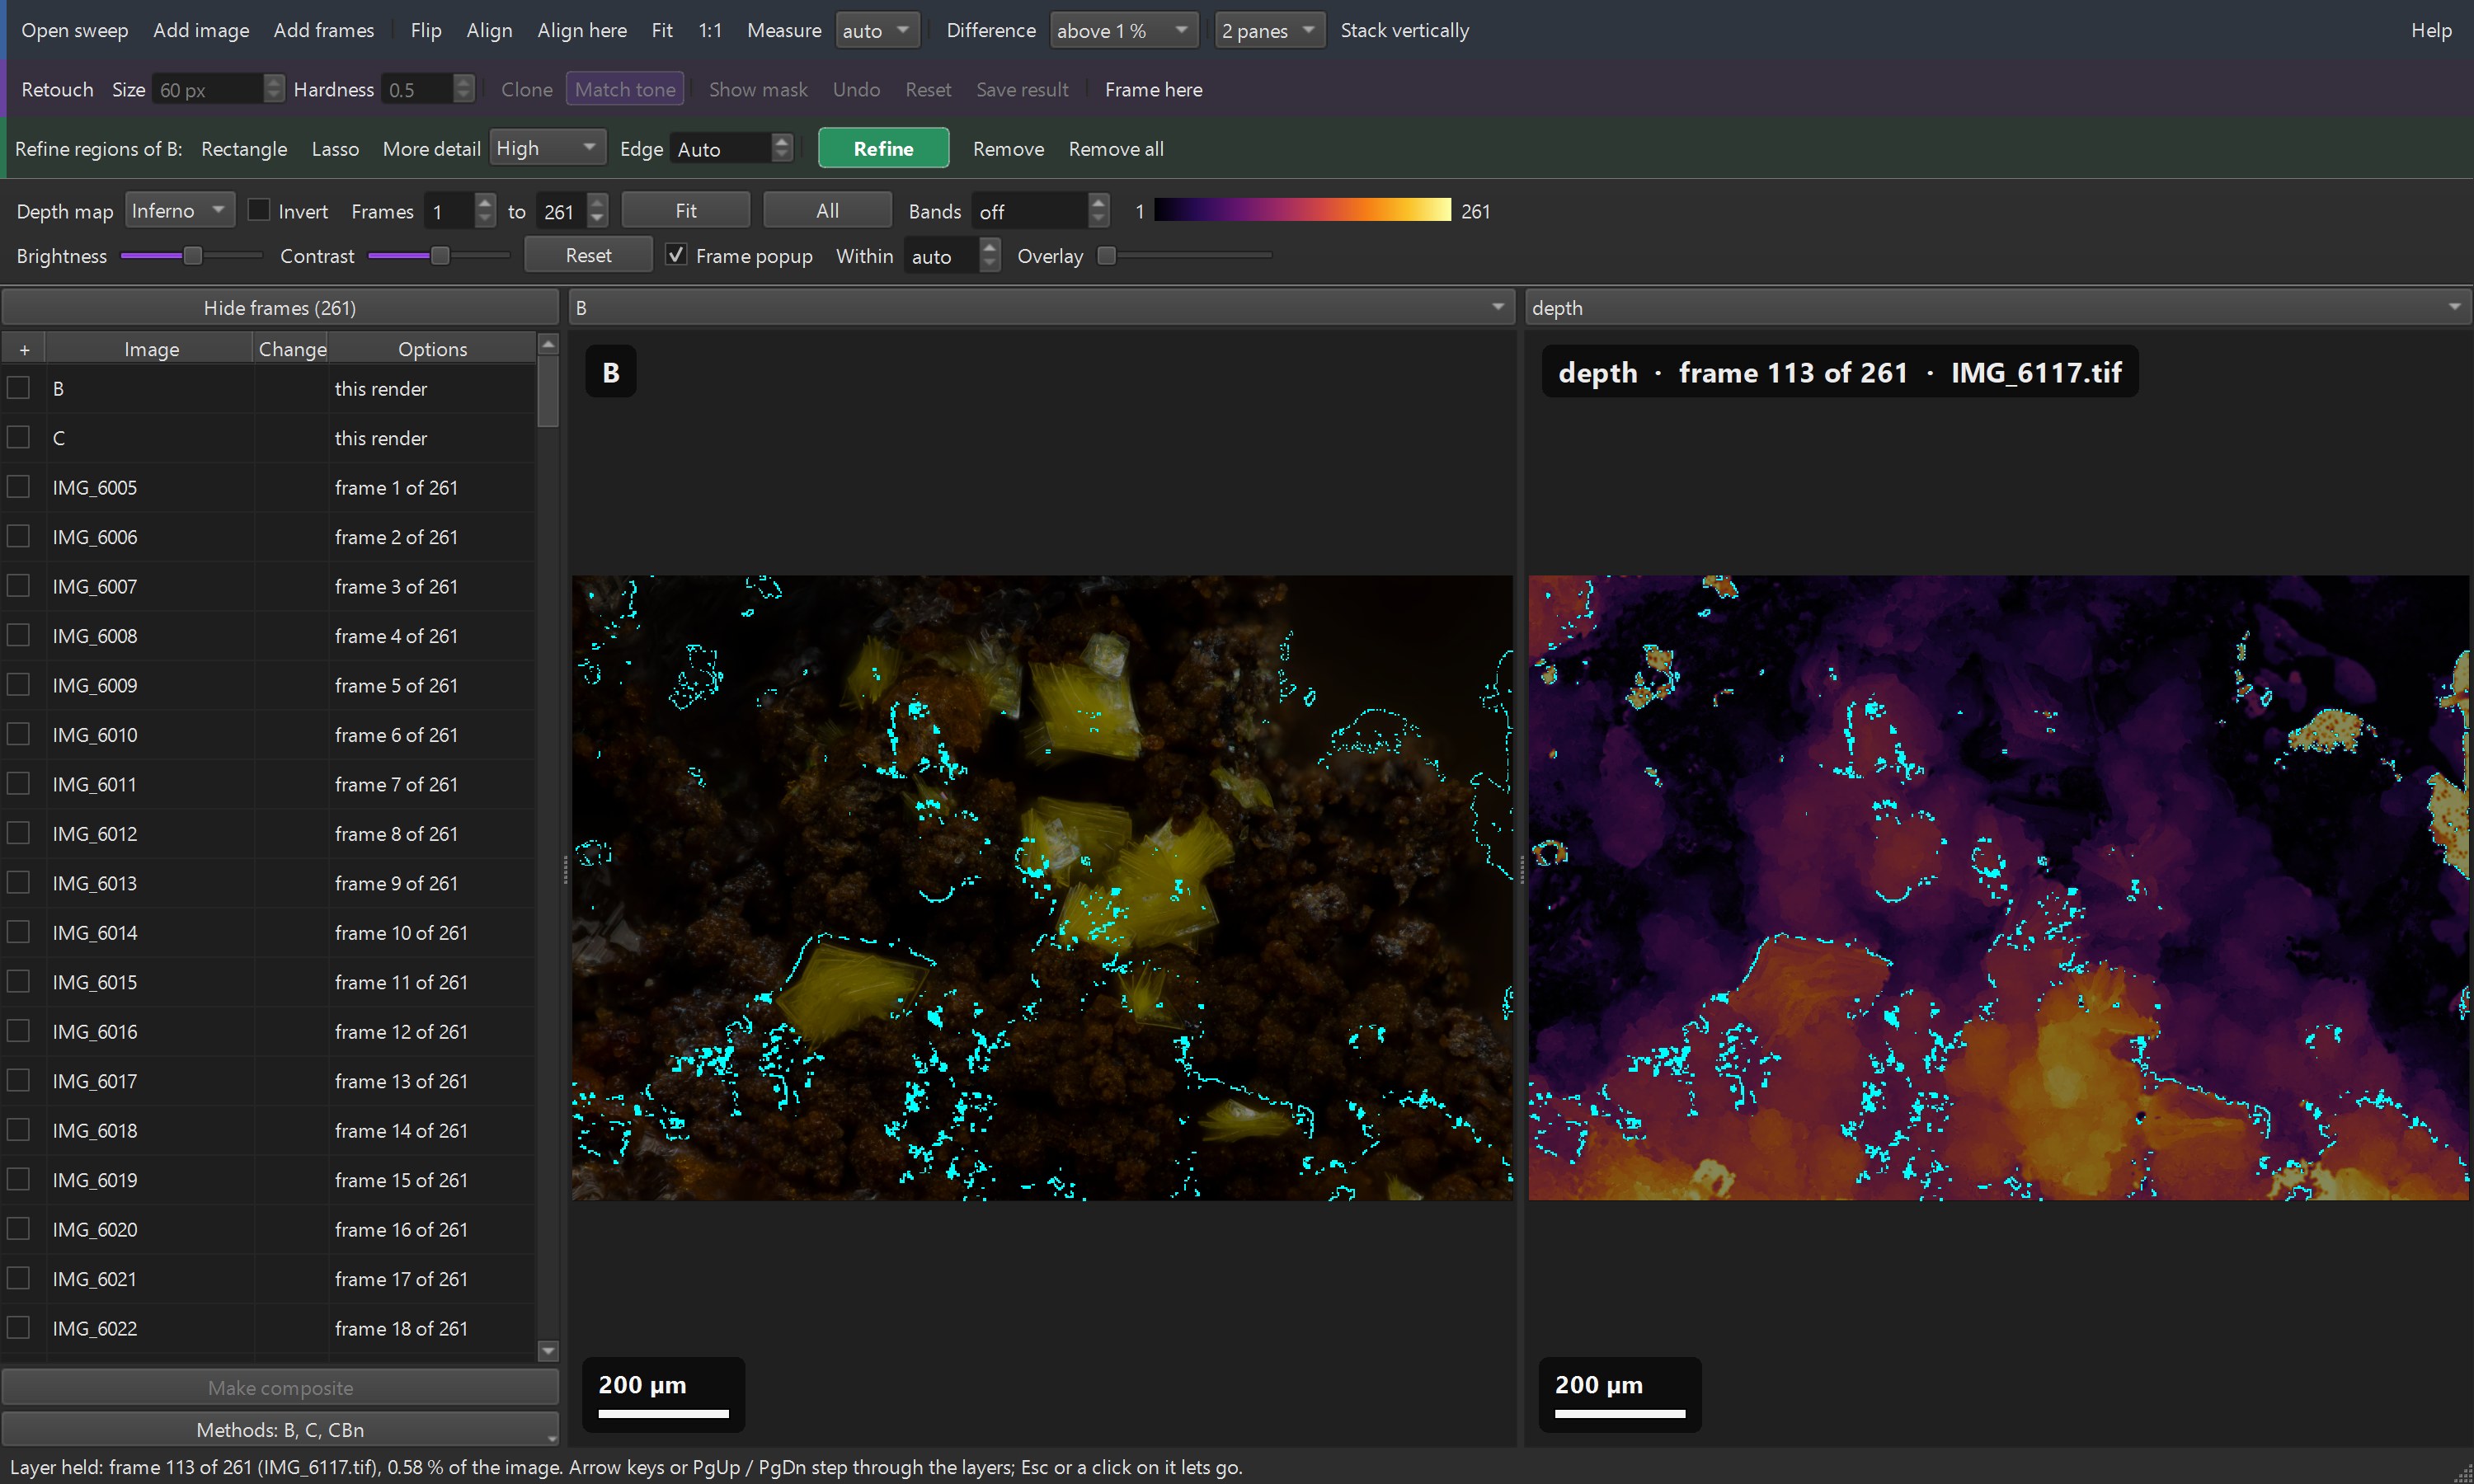 Open sweep Add image Add frames Flip Align Align here Fit 1:1 Measure auto Difference above 1 % 2 panes Stack vertically Help
Retouch Size 60 px Hardness 0.5 Clone Match tone Show mask Undo Reset Save result Frame here
Refine regions of B: Rectangle Lasso More detail High Edge Auto Refine Remove Remove all
Depth map Inferno Invert Frames 1 to 261 Fit All Bands off 1 261
Brightness Contrast Reset Frame popup Within auto Overlay
Hide frames (261) B depth
+ Image Change Options
B this render
C this render
IMG_6005 frame 1 of 261
IMG_6006 frame 2 of 261
IMG_6007 frame 3 of 261
IMG_6008 frame 4 of 261
IMG_6009 frame 5 of 261
IMG_6010 frame 6 of 261
IMG_6011 frame 7 of 261
IMG_6012 frame 8 of 261
IMG_6013 frame 9 of 261
IMG_6014 frame 10 of 261
IMG_6015 frame 11 of 261
IMG_6016 frame 12 of 261
IMG_6017 frame 13 of 261
IMG_6018 frame 14 of 261
IMG_6019 frame 15 of 261
IMG_6020 frame 16 of 261
IMG_6021 frame 17 of 261
IMG_6022 frame 18 of 261
Make composite
Methods: B, C, CBn
B
200 µm
depth · frame 113 of 261 · IMG_6117.tif
200 µm
Layer held: frame 113 of 261 (IMG_6117.tif), 0.58 % of the image. Arrow keys or PgUp / PgDn step through the layers; Esc or a click on it lets go.